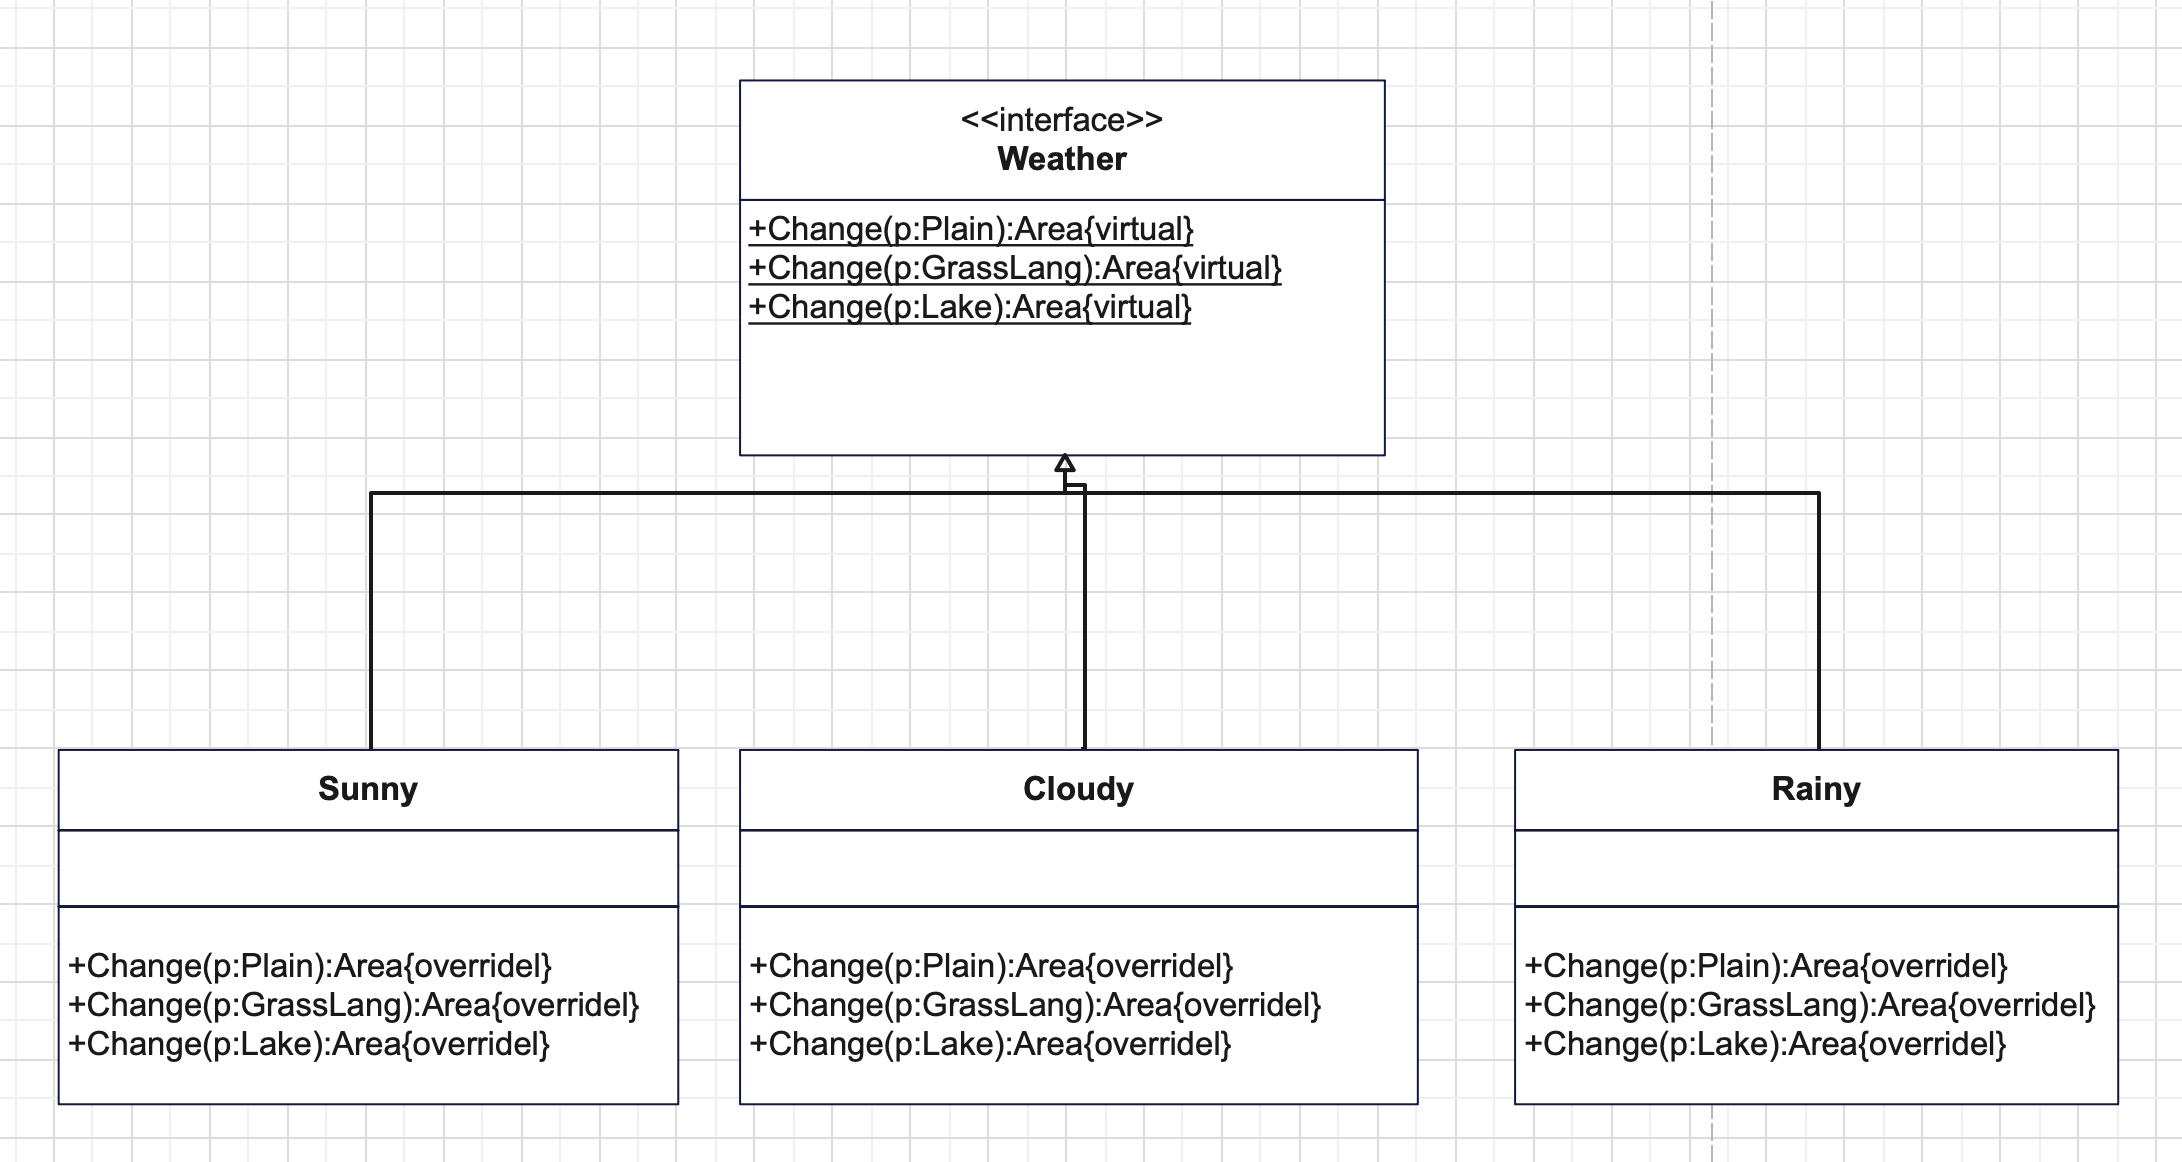 <<interface>>
Weather
+Change(p:Plain):Area{virtual}
+Change(p:GrassLang):Area{virtual}
+Change(p:Lake):Area{virtual}
Sunny
+Change(p:Plain):Area{overridel}
+Change(p:GrassLang):Area{overridel}
+Change(p:Lake):Area{overridel}
Cloudy
+Change(p:Plain):Area{overridel}
+Change(p:GrassLang):Area{overridel}
+Change(p:Lake):Area{overridel}
Rainy
+Change(p:Plain):Area{overridel}
+Change(p:GrassLang):Area{overridel}
+Change(p:Lake):Area{overridel}